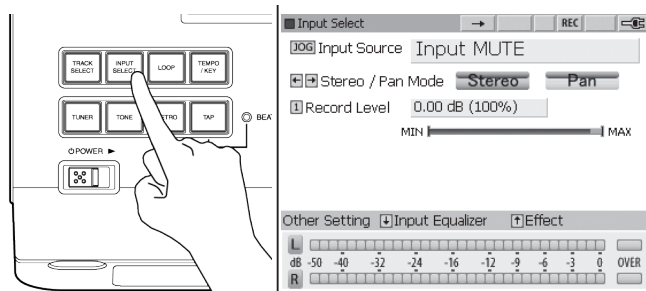 TRACK SELECT
INPUT SELECT
LOOP
TEMPO /KEY
TUNER
TONE
TRO
TAP
BEA
POWER ▶
Input Select → REC
JOG Input Source Input MUTE
←→ Stereo / Pan Mode Stereo Pan
1 Record Level 0.00 dB (100%)
MIN MAX
Other Setting ↓ Input Equalizer ↑ Effect
L
dB -50 -40 -32 -24 -16 -12 -9 -6 -3 0 OVER
R